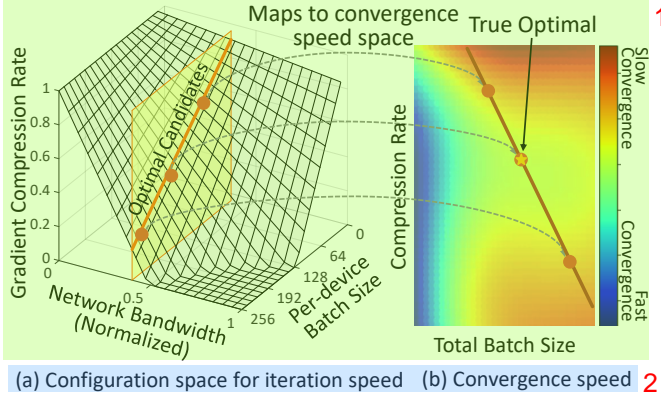 Maps to convergence
speed space
True Optimal
1
Gradient Compression Rate
1
0.8
0.6
0.4
0.2
0
Optimal Candidates
0
0.5
1
Network Bandwidth
(Normalized)
0
64
128
192
256
Per-device
Batch Size
Compression Rate
Total Batch Size
Slow
Convergence
Fast
Convergence
(a) Configuration space for iteration speed
(b) Convergence speed
2